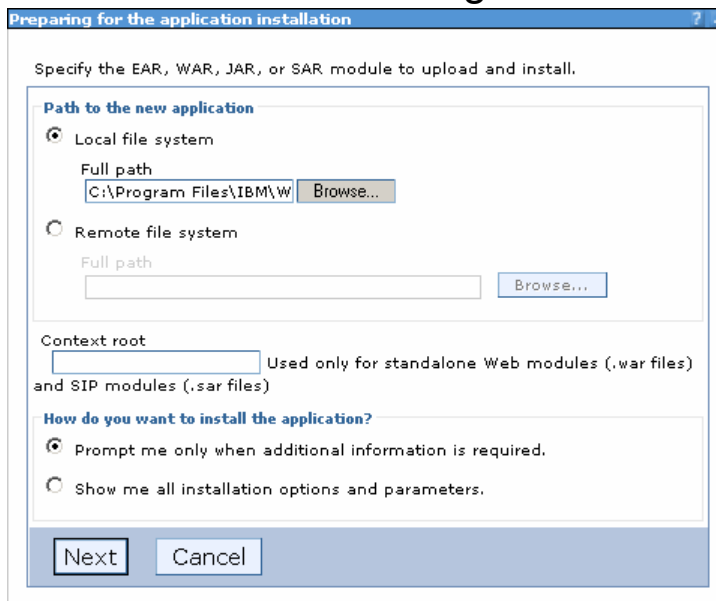 Preparing for the application installation ?
Specify the EAR, WAR, JAR, or SAR module to upload and install.
Path to the new application
Local file system
Full path
C:\Program Files\IBM\W Browse...
Remote file system
Full path
Browse...
Context root
Used only for standalone Web modules (.war files)
and SIP modules (.sar files)
How do you want to install the application?
Prompt me only when additional information is required.
Show me all installation options and parameters.
Next Cancel